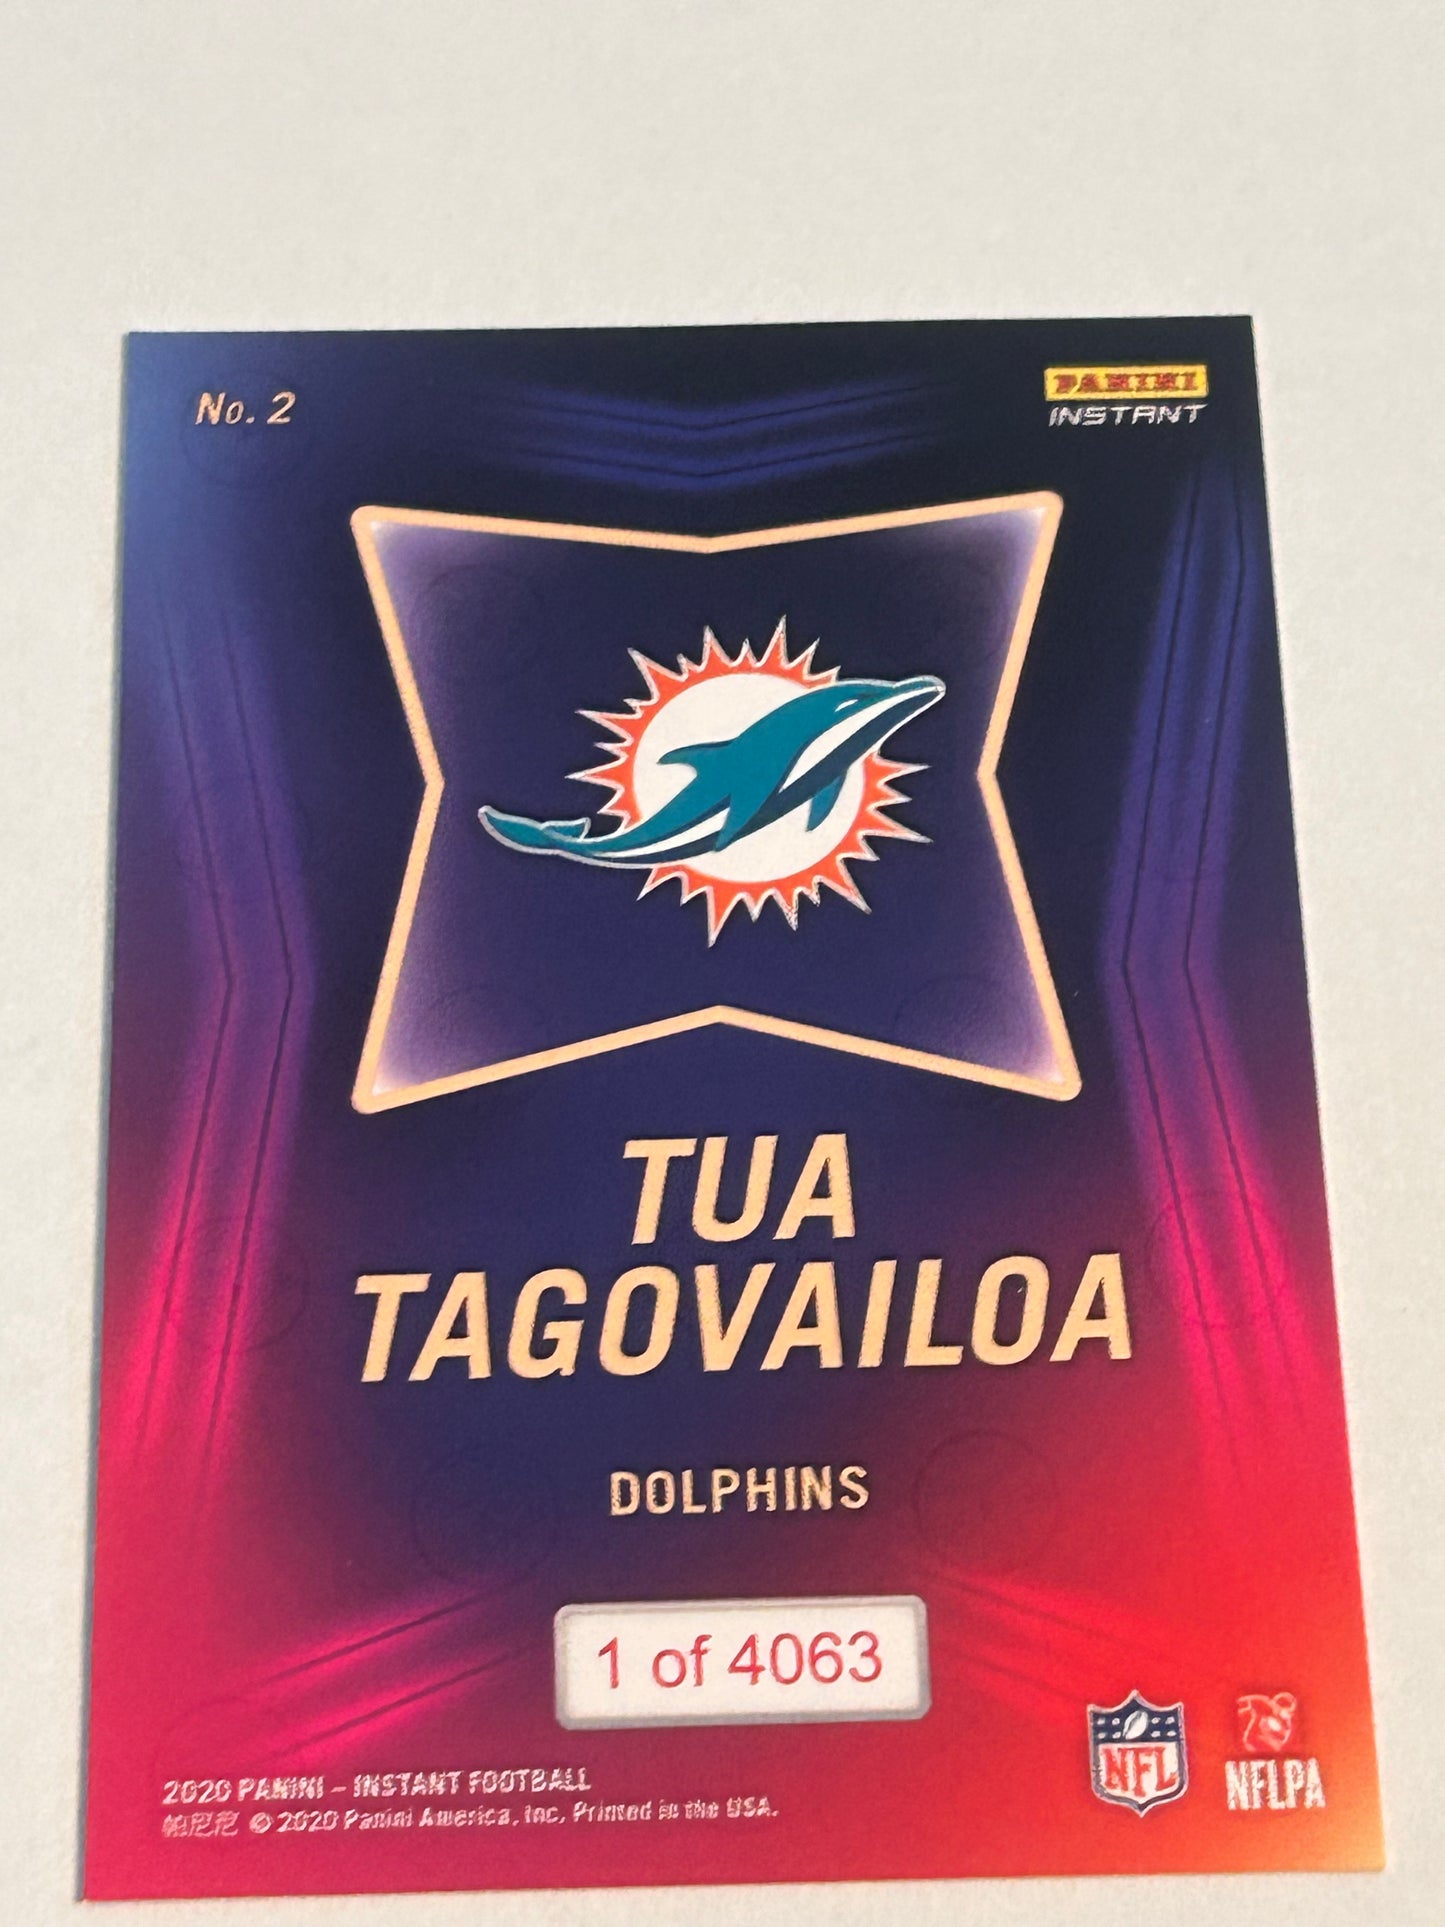 No. 2
PANINI
INSTANT
TUA
TAGOVAILOA
DOLPHINS
1 of 4063
NFL
NFLPA
2020 PANINI – INSTANT FOOTBALL
帕尼尼 © 2020 Panini America, Inc. Printed in the USA.